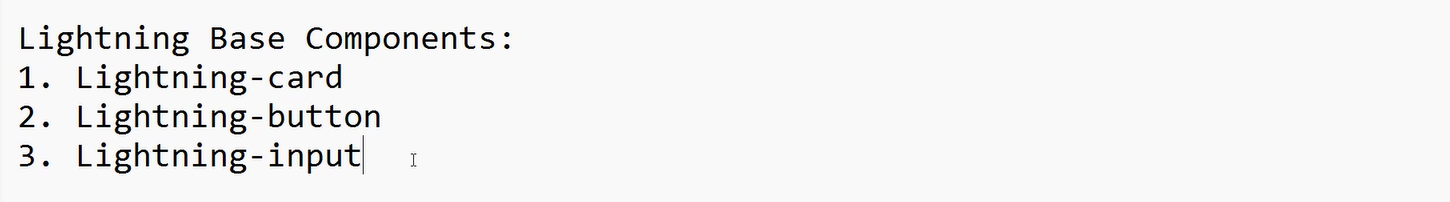 Lightning Base Components:
1. Lightning-card
2. Lightning-button
3. Lightning-input